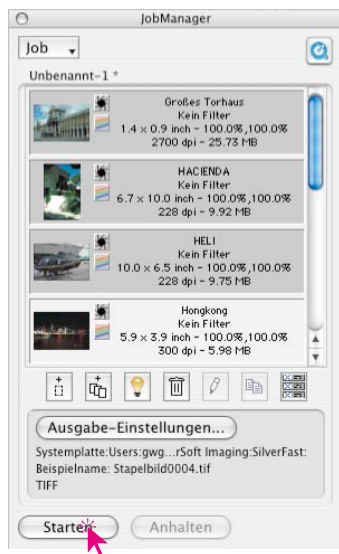 JobManager
Job
Unbenannt-1 *
Großes Torhaus
Kein Filter
1.4 × 0.9 inch - 100.0%,100.0%
2700 dpi - 25.73 MB
HACIENDA
Kein Filter
6.7 × 10.0 inch - 100.0%,100.0%
228 dpi - 9.92 MB
HELI
Kein Filter
10.0 × 6.5 inch - 100.0%,100.0%
228 dpi - 9.75 MB
Hongkong
Kein Filter
5.9 × 3.9 inch - 100.0%,100.0%
300 dpi - 5.98 MB
Ausgabe-Einstellungen...
Systemplatte:Users:gwg...rSoft Imaging:SilverFast:
Beispielname: Stapelbild0004.tif
TIFF
Starten
Anhalten